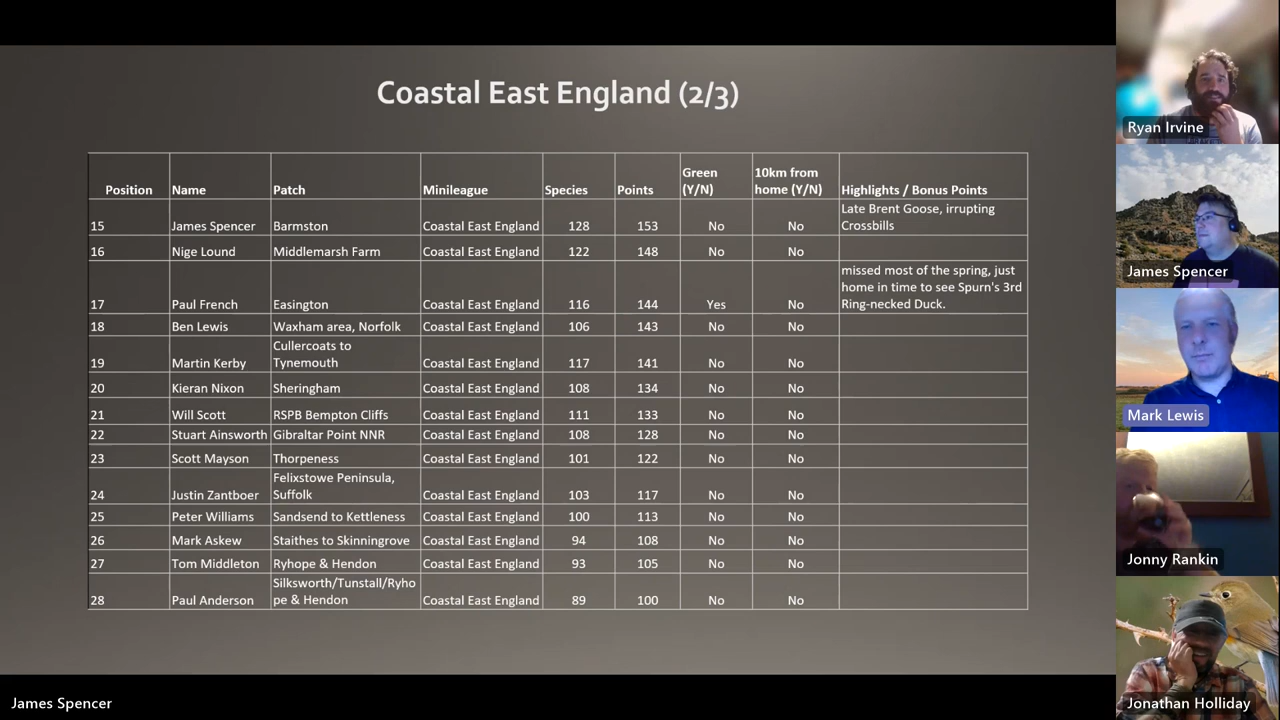 Coastal East England (2/3)
Position Name Patch Minileague Species Points Green (Y/N) 10km from home (Y/N) Highlights / Bonus Points
15 James Spencer Barmston Coastal East England 128 153 No No Late Brent Goose, irrupting Crossbills
16 Nige Lound Middlemarsh Farm Coastal East England 122 148 No No
17 Paul French Easington Coastal East England 116 144 Yes No missed most of the spring, just home in time to see Spurn's 3rd Ring-necked Duck.
18 Ben Lewis Waxham area, Norfolk Coastal East England 106 143 No No
19 Martin Kerby Cullercoats to Tynemouth Coastal East England 117 141 No No
20 Kieran Nixon Sheringham Coastal East England 108 134 No No
21 Will Scott RSPB Bempton Cliffs Coastal East England 111 133 No No
22 Stuart Ainsworth Gibraltar Point NNR Coastal East England 108 128 No No
23 Scott Mayson Thorpeness Coastal East England 101 122 No No
24 Justin Zantboer Felixstowe Peninsula, Suffolk Coastal East England 103 117 No No
25 Peter Williams Sandsend to Kettleness Coastal East England 100 113 No No
26 Mark Askew Staithes to Skinningrove Coastal East England 94 108 No No
27 Tom Middleton Ryhope & Hendon Coastal East England 93 105 No No
28 Paul Anderson Silksworth/Tunstall/Ryhope & Hendon Coastal East England 89 100 No No
Ryan Irvine
James Spencer
Mark Lewis
Jonny Rankin
Jonathan Holliday
James Spencer